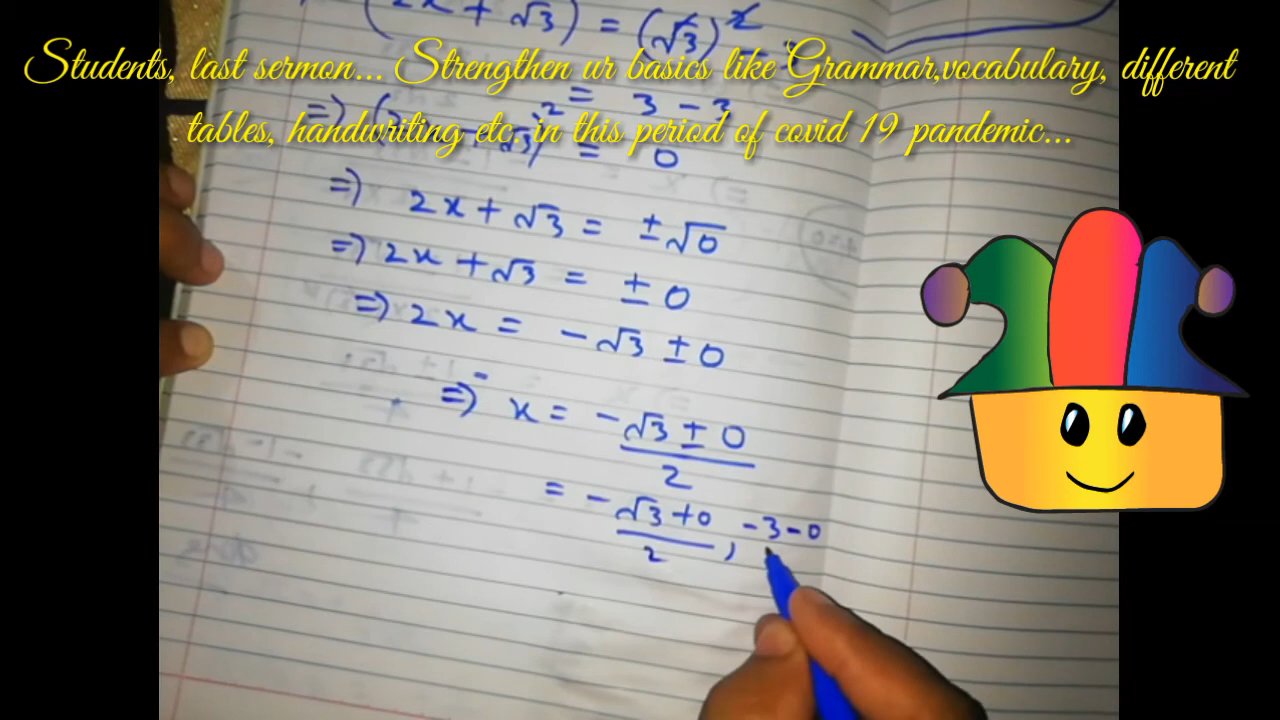 (2x + √3) = (√3)²
Students, last sermon... Strengthen ur basics like Grammar,vocabulary, different
=) ( ² = 3 - 3
tables, handwriting etc. in this period of covid 19 pandemic...
√3) = 0
=) 2x + √3 = ± √0
=) 2x + √3 = ± 0
=) 2x = - √3 ± 0
=) x = - √3 ± 0
2
= - √3 + 0 , - 3 - 0
2